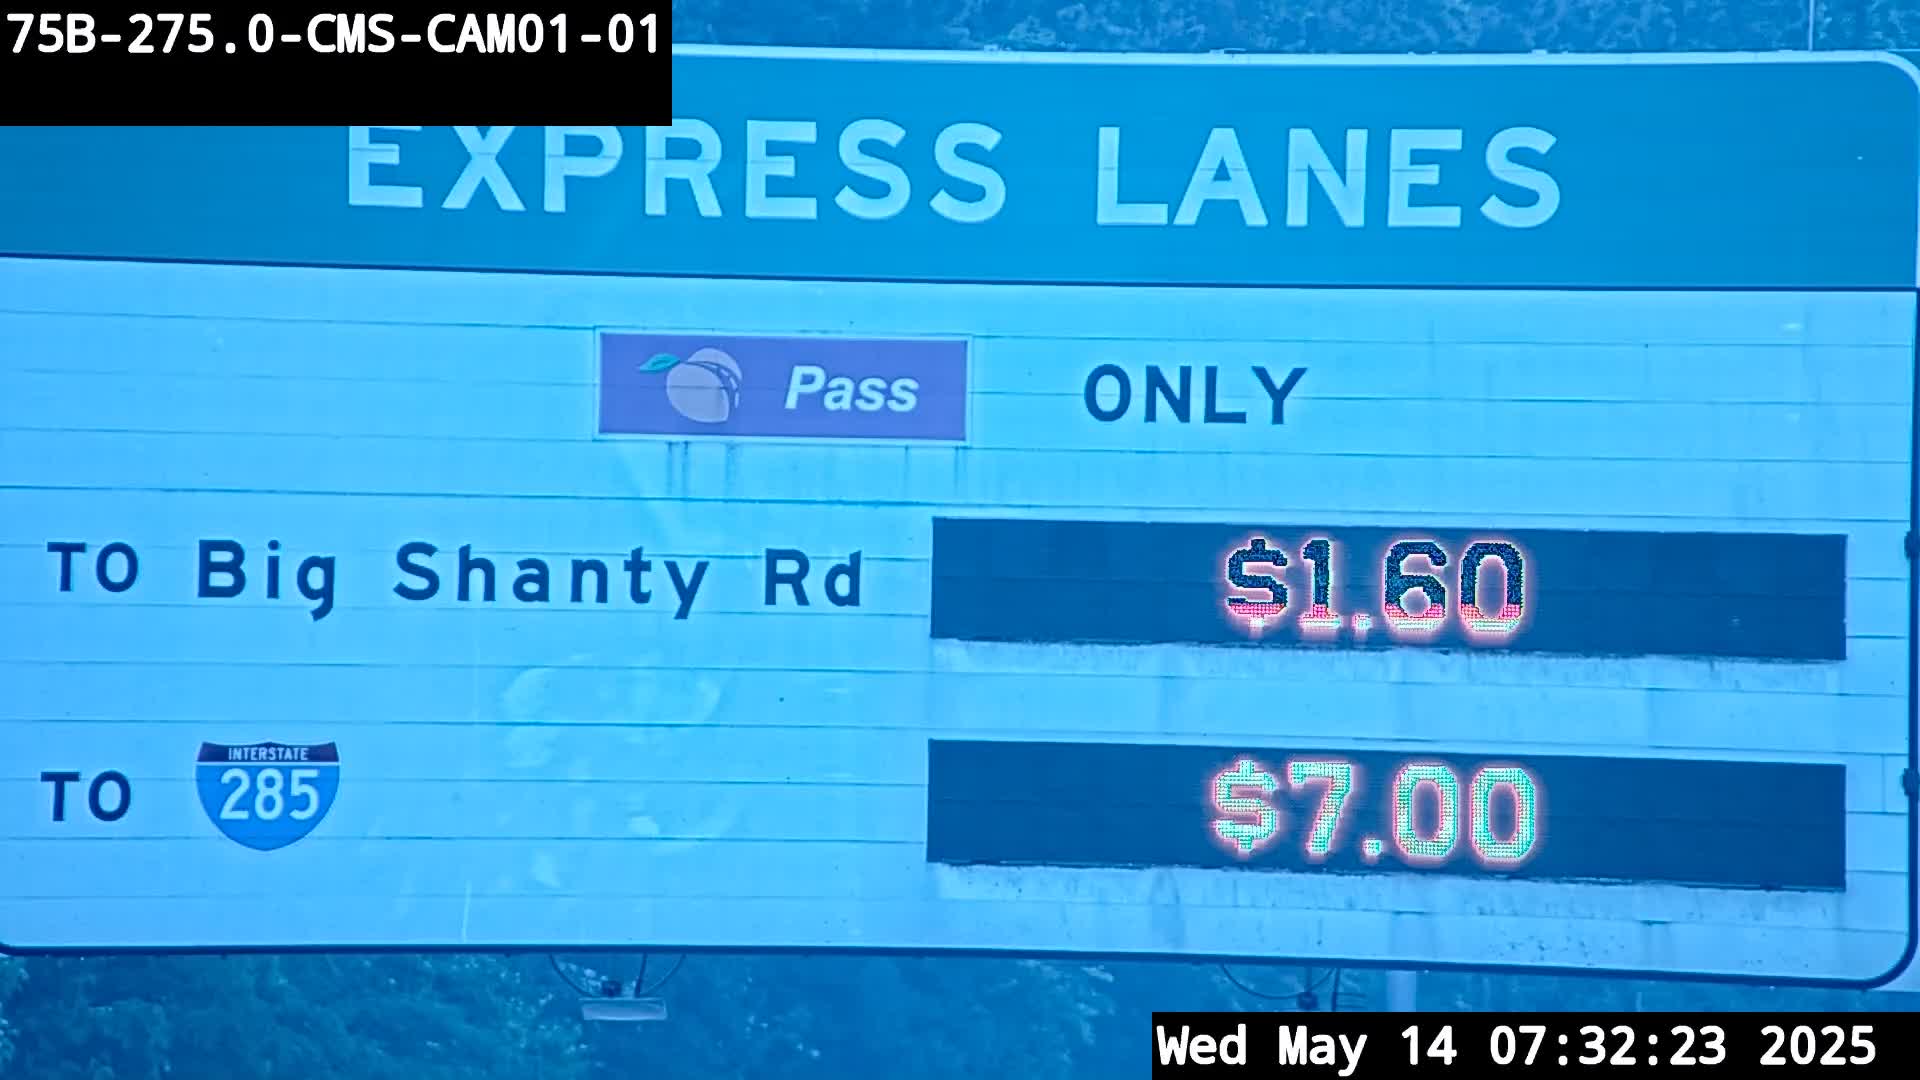 75B-275.0-CMS-CAM01-01
EXPRESS LANES
Pass ONLY
TO Big Shanty Rd $1.60
TO INTERSTATE 285 $7.00
Wed May 14 07:32:23 2025